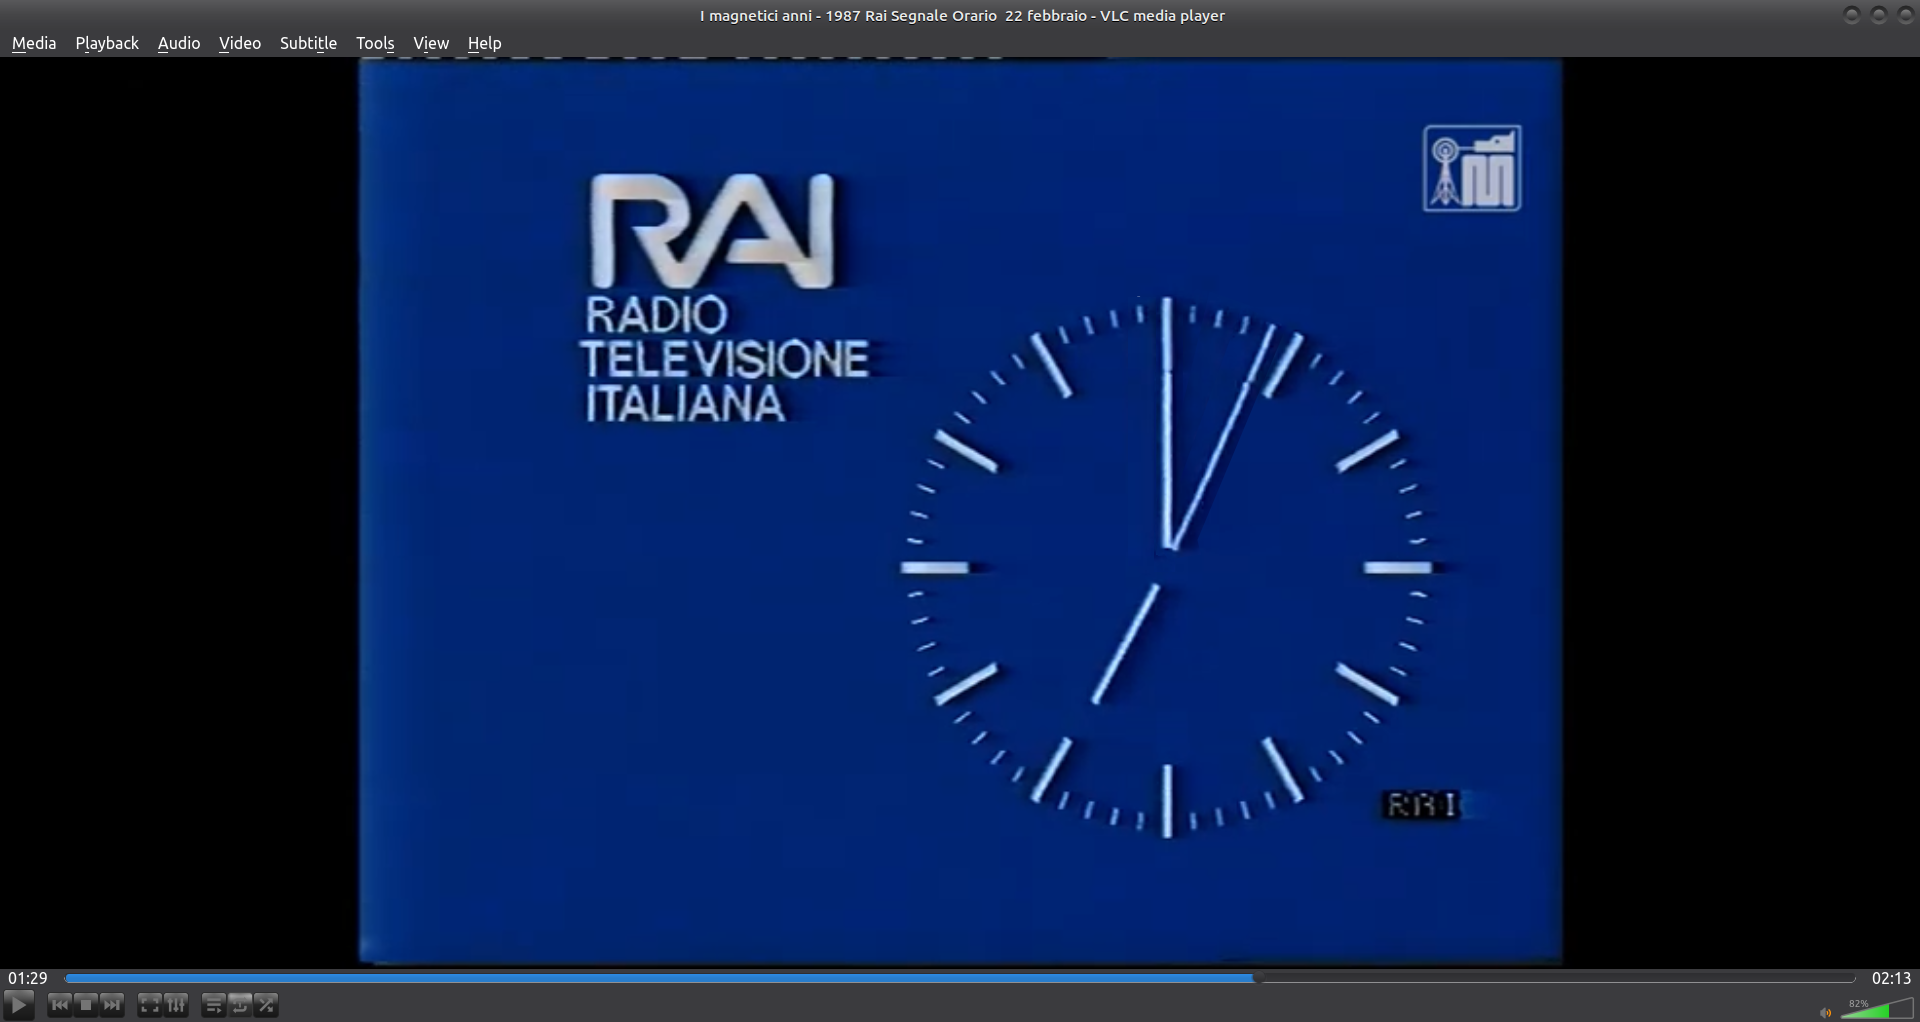 I magnetici anni - 1987 Rai Segnale Orario 22 febbraio - VLC media player
Media Playback Audio Video Subtitle Tools View Help
RAI
RADIO
TELEVISIONE
ITALIANA
01:29
02:13
82%